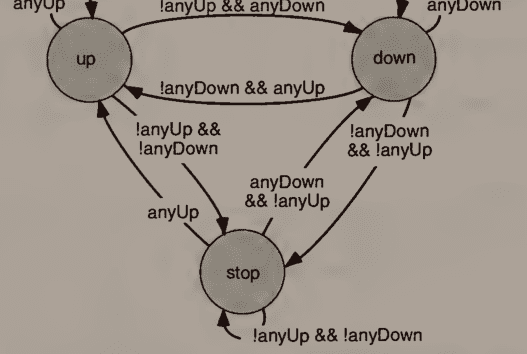 anyUp
!anyUp && anyDown
anyDown
up
down
!anyDown && anyUp
!anyUp &&
!anyDown
!anyDown
&& !anyUp
anyDown
&& !anyUp
anyUp
stop
!anyUp && !anyDown